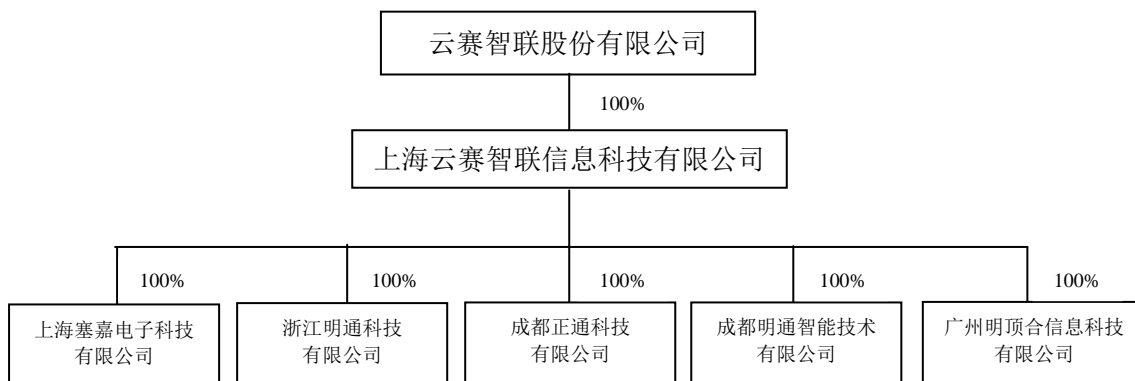 云赛智联股份有限公司
100%
上海云赛智联信息科技有限公司
100%
100%
100%
100%
100%
上海塞嘉电子科技
有限公司
浙江明通科技
有限公司
成都正通科技
有限公司
成都明通智能技术
有限公司
广州明顶合信息科技
有限公司